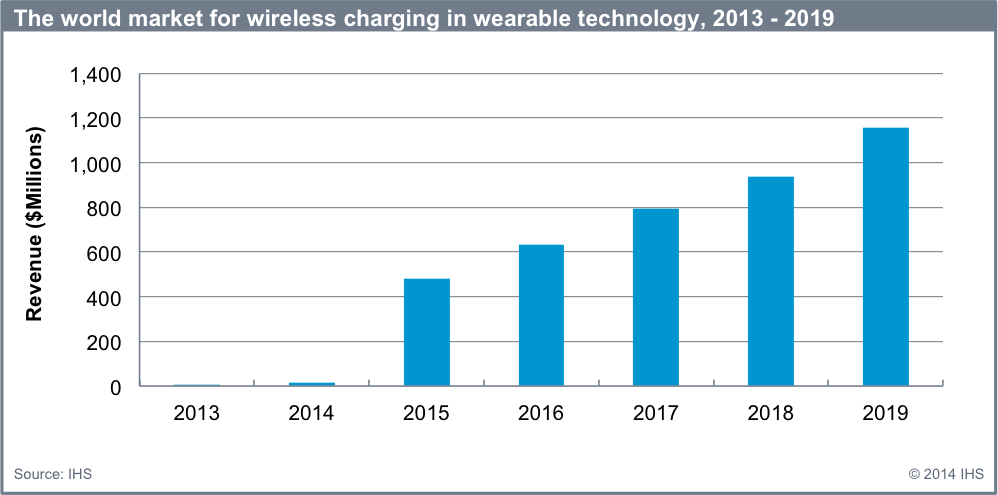 The world market for wireless charging in wearable technology, 2013 - 2019
Revenue ($Millions)
1,400
1,200
1,000
800
600
400
200
0
2013 2014 2015 2016 2017 2018 2019
Source: IHS © 2014 IHS